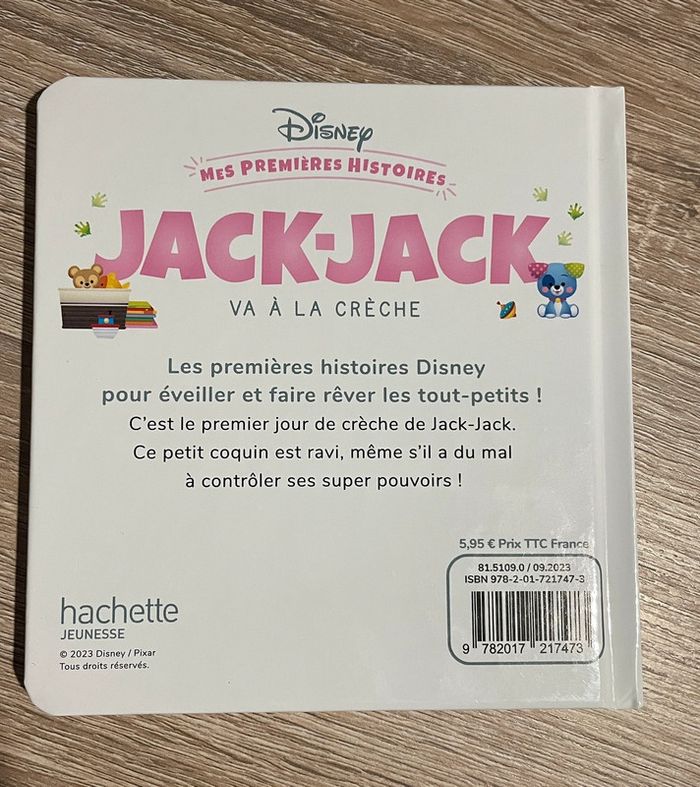 Disney
MES PREMIÈRES HISTOIRES
JACK-JACK
VA À LA CRÈCHE
Les premières histoires Disney
pour éveiller et faire rêver les tout-petits !
C'est le premier jour de crèche de Jack-Jack.
Ce petit coquin est ravi, même s'il a du mal
à contrôler ses super pouvoirs !
5,95 € Prix TTC France
81.5109.0 / 09.2023
ISBN 978-2-01-721747-3
9 782017 217473
hachette
JEUNESSE
© 2023 Disney / Pixar
Tous droits réservés.